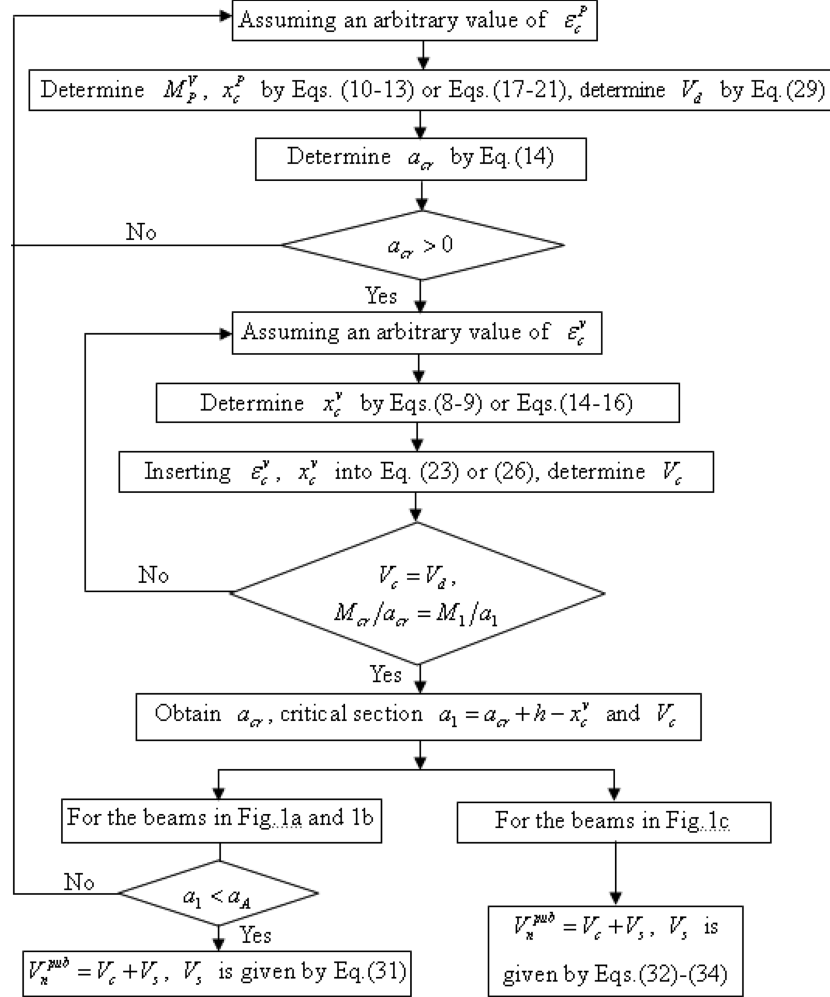 Assuming an arbitrary value of ε_c^p
Determine M_P^v, x_c^p by Eqs. (10-13) or Eqs.(17-21), determine V_d by Eq.(29)
Determine a_cr by Eq.(14)
No
a_cr > 0
Yes
Assuming an arbitrary value of ε_c^v
Determine x_c^v by Eqs.(8-9) or Eqs.(14-16)
Inserting ε_c^v, x_c^v into Eq. (23) or (26), determine V_c
No
V_c = V_d,
M_cr/a_cr = M_1/a_1
Yes
Obtain a_cr, critical section a_1 = a_cr + h − x_c^v and V_c
For the beams in Fig.1a and 1b
For the beams in Fig.1c
No
a_1 < a_A
Yes
V_n^pub = V_c + V_s, V_s is given by Eq.(31)
V_n^pub = V_c + V_s, V_s is
given by Eqs.(32)-(34)